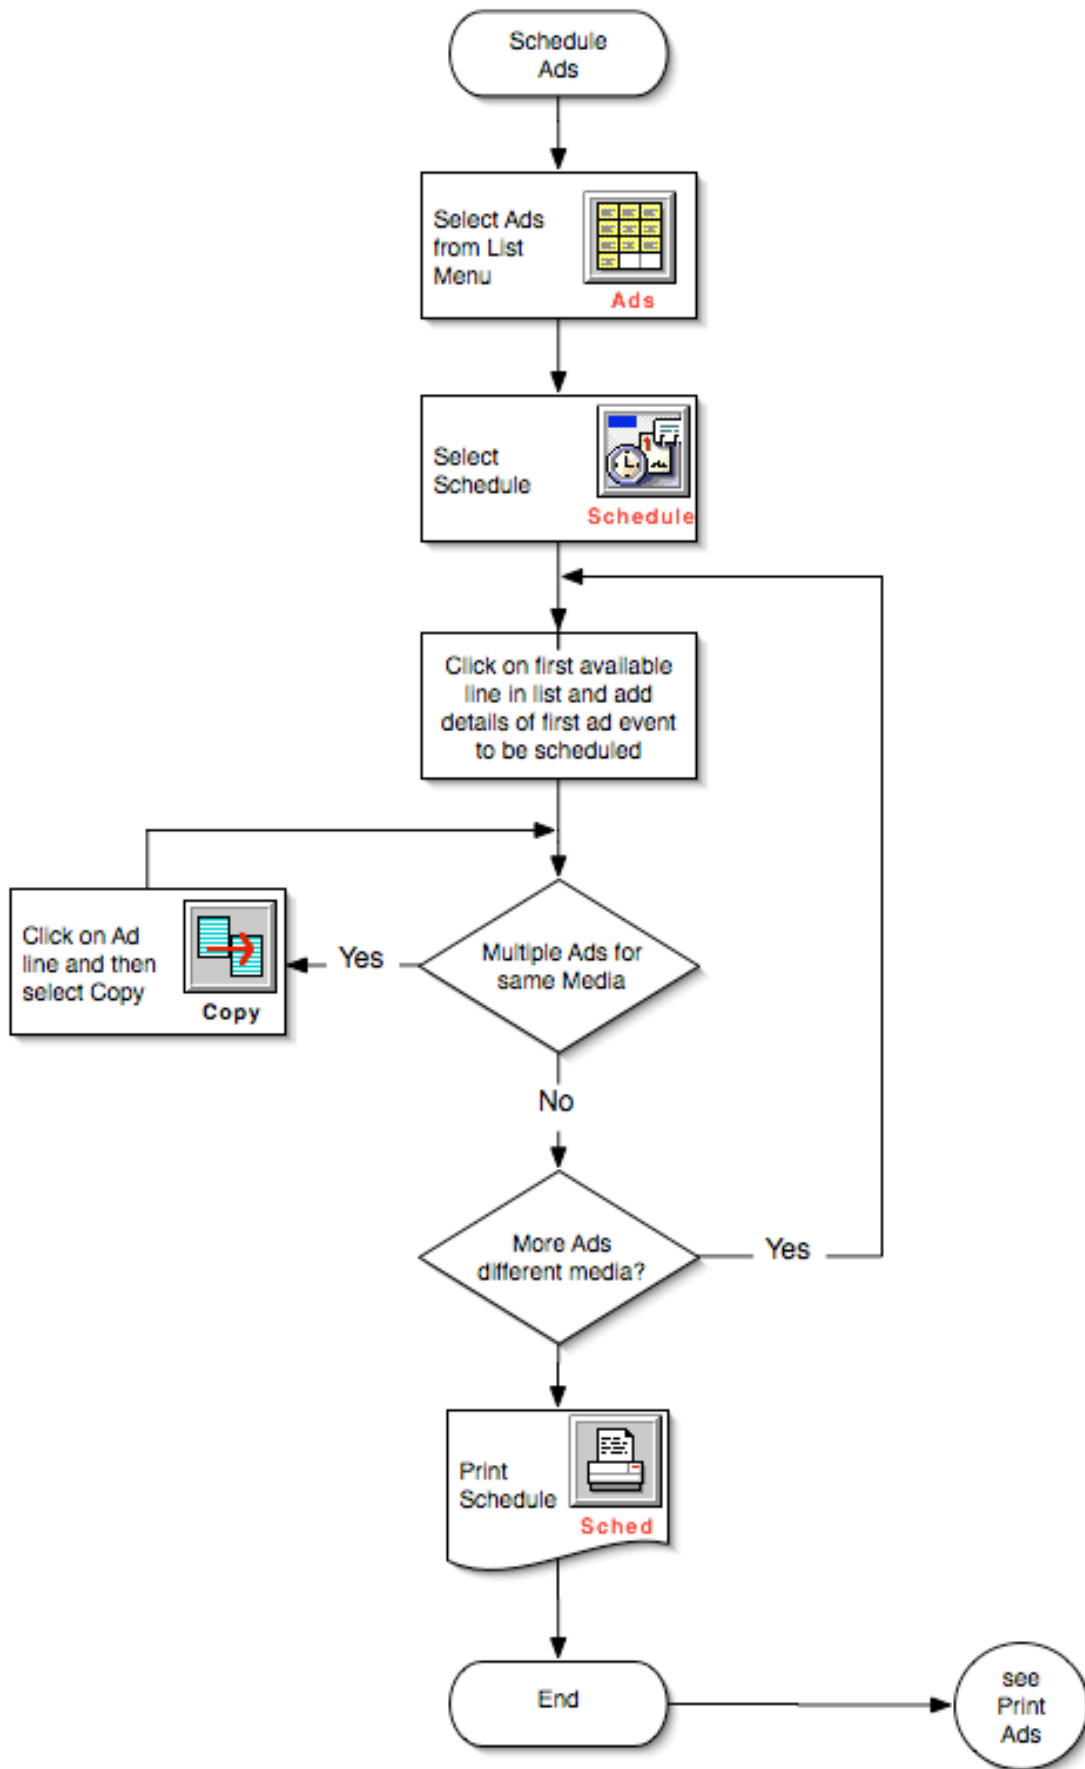 Schedule
Ads
Select Ads
from List
Menu
Ads
Select
Schedule
Schedule
Click on first available
line in list and add
details of first ad event
to be scheduled
Click on Ad
line and then
select Copy
Copy
Yes
Multiple Ads for
same Media
No
More Ads
different media?
Yes
Print
Schedule
Sched
End
see
Print
Ads